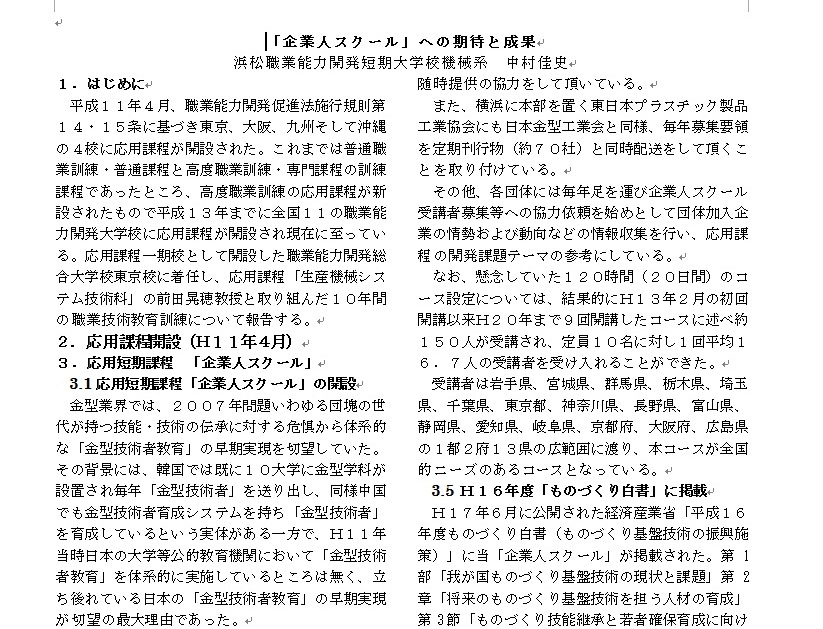 「企業人スクール」への期待と成果
浜松職業能力開発短期大学校機械系　中村佳史
１．はじめに
平成１１年４月、職業能力開発促進法施行規則第
１４・１５条に基づき東京、大阪、九州そして沖縄
の４校に応用課程が開設された。これまでは普通職
業訓練・普通課程と高度職業訓練・専門課程の訓練
課程であったところ、高度職業訓練の応用課程が新
設されたもので平成１３年までに全国１１の職業能
力開発大学校に応用課程が開設され現在に至ってい
る。応用課程一期校として開設した職業能力開発総
合大学校東京校に着任し、応用課程「生産機械シス
テム技術科」の前田晃穂教授と取り組んだ１０年間
の職業技術教育訓練について報告する。
２．応用課程開設（Ｈ１１年４月）
３．応用短期課程　「企業人スクール」
3.1 応用短期課程「企業人スクール」の開設
金型業界では、２００７年問題いわゆる団塊の世
代が持つ技能・技術の伝承に対する危惧から体系的
な「金型技術者教育」の早期実現を切望していた。
その背景には、韓国では既に１０大学に金型学科が
設置され毎年「金型技術者」を送り出し、同様中国
でも金型技術者育成システムを持ち「金型技術者」
を育成しているという実体がある一方で、Ｈ１１年
当時日本の大学等公的教育機関において「金型技術
者教育」を体系的に実施しているところは無く、立
ち後れている日本の「金型技術者教育」の早期実現
が切望の最大理由であった。
随時提供の協力をして頂いている。
また、横浜に本部を置く東日本プラスチック製品
工業協会にも日本金型工業会と同様、毎年募集要領
を定期刊行物（約７０社）と同時配送をして頂くこ
とを取り付けている。
その他、各団体には毎年足を運び企業人スクール
受講者募集等への協力依頼を始めとして団体加入企
業の情勢および動向などの情報収集を行い、応用課
程の開発課題テーマの参考にしている。
なお、懸念していた１２０時間（２０日間）のコ
ース設定については、結果的にＨ１３年２月の初回
開講以来Ｈ２０年まで９回開講したコースに述べ約
１５０人が受講され、定員１０名に対し１回平均１
６．７人の受講者を受け入れることができた。
受講者は岩手県、宮城県、群馬県、栃木県、埼玉
県、千葉県、東京都、神奈川県、長野県、富山県、
静岡県、愛知県、岐阜県、京都府、大阪府、広島県
の１都２府１３県の広範囲に渡り、本コースが全国
的ニーズのあるコースとなっている。
3.5 Ｈ１６年度「ものづくり白書」に掲載
Ｈ１７年６月に公開された経済産業省「平成１６
年度ものづくり白書（ものづくり基盤技術の振興施
策）」に当「企業人スクール」が掲載された。第 1
部「我が国ものづくり基盤技術の現状と課題」第 2
章「将来のものづくり基盤技術を担う人材の育成」
第 3 節「ものづくり技能継承と若者確保育成に向け